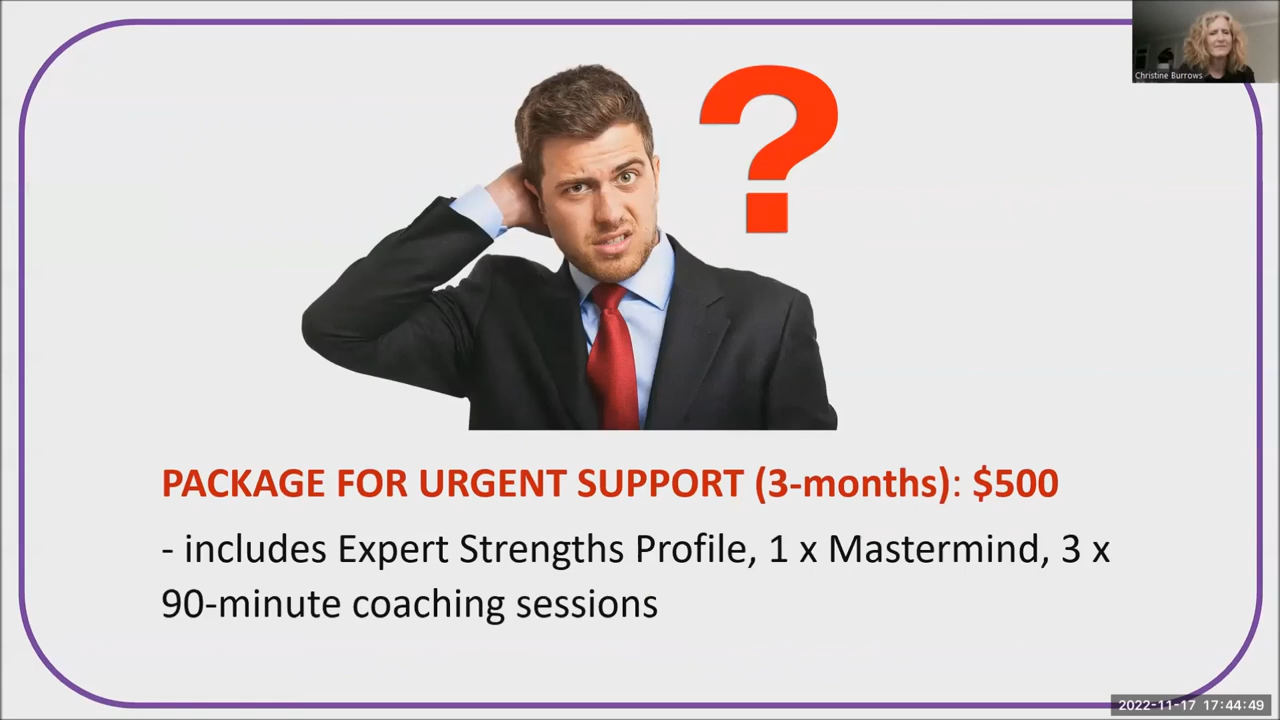 Christine Burrows
?
PACKAGE FOR URGENT SUPPORT (3-months): $500
- includes Expert Strengths Profile, 1 x Mastermind, 3 x
90-minute coaching sessions
2022-11-17 17:44:49